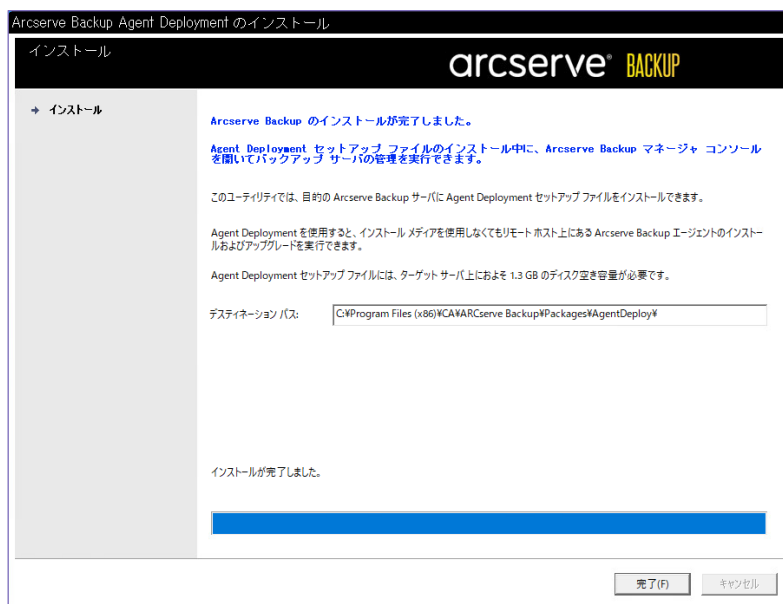 Arcserve Backup Agent Deployment のインストール
インストール
arcserve® BACKUP
インストール
Arcserve Backup のインストールが完了しました。
Agent Deployment セットアップ ファイルのインストール中に、Arcserve Backup マネージャ コンソール
を開いてバックアップ サーバの管理を実行できます。
このユーティリティでは、目的の Arcserve Backup サーバに Agent Deployment セットアップ ファイルをインストールできます。
Agent Deployment を使用すると、インストール メディアを使用しなくてもリモート ホスト上にある Arcserve Backup エージェントのインストー
ルおよびアップグレードを実行できます。
Agent Deployment セットアップ ファイルには、ターゲット サーバ上におよそ 1.3 GB のディスク空き容量が必要です。
デスティネーション パス:
C:¥Program Files (x86)¥CA¥ARCserve Backup¥Packages¥AgentDeploy¥
インストールが完了しました。
完了(F)
キャンセル